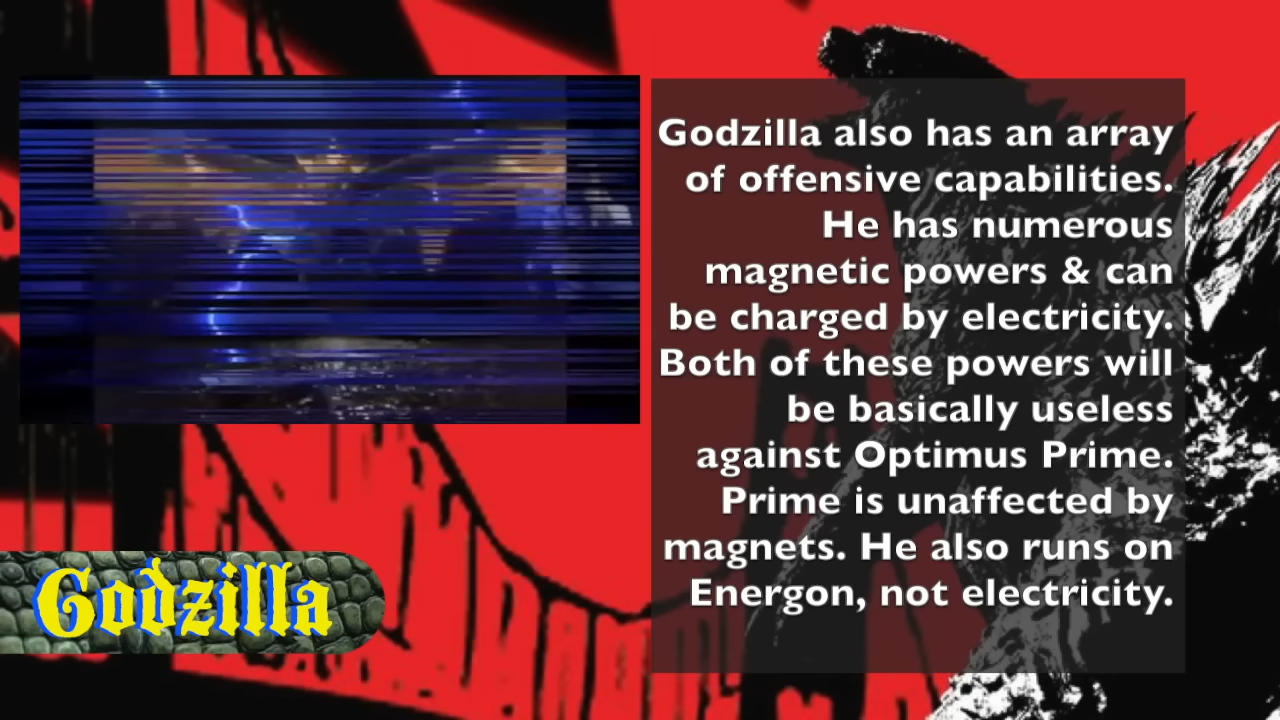 Godzilla also has an array
of offensive capabilities.
He has numerous
magnetic powers & can
be charged by electricity.
Both of these powers will
be basically useless
against Optimus Prime.
Prime is unaffected by
magnets. He also runs on
Energon, not electricity.
Godzilla